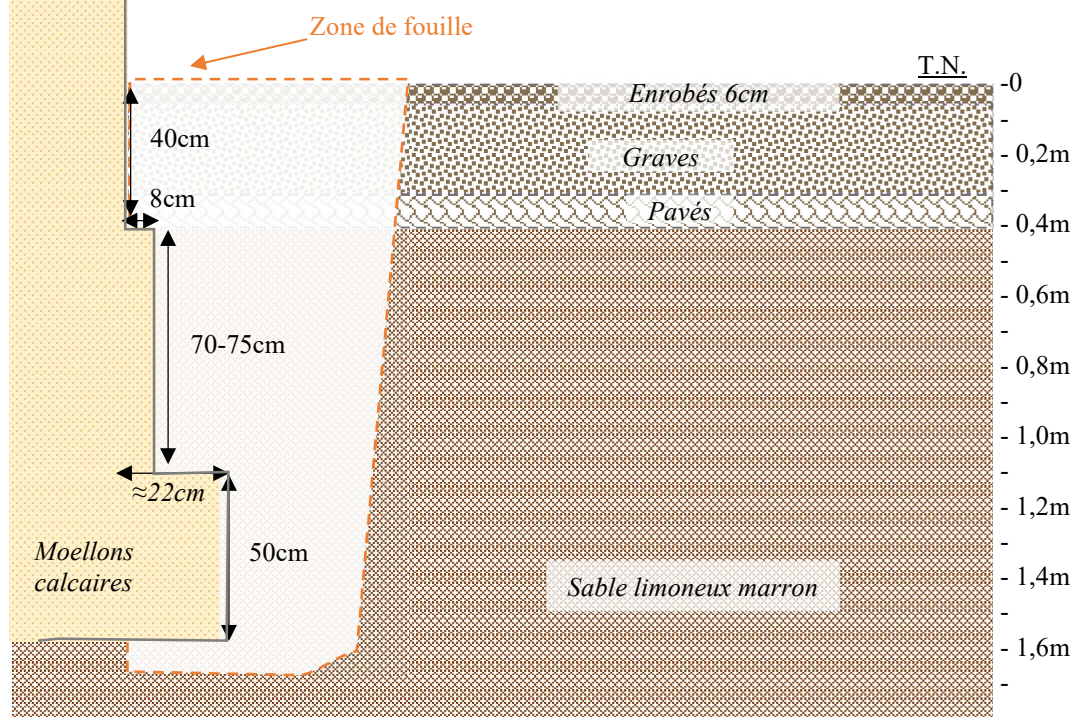 Zone de fouille
T.N.
-0
Enrobés 6cm
-
40cm
Graves
- 0,2m
-
8cm
Pavés
- 0,4m
-
- 0,6m
70-75cm
-
- 0,8m
-
- 1,0m
-
≈22cm
- 1,2m
-
Moellons
calcaires
50cm
Sable limoneux marron
- 1,4m
-
- 1,6m
-